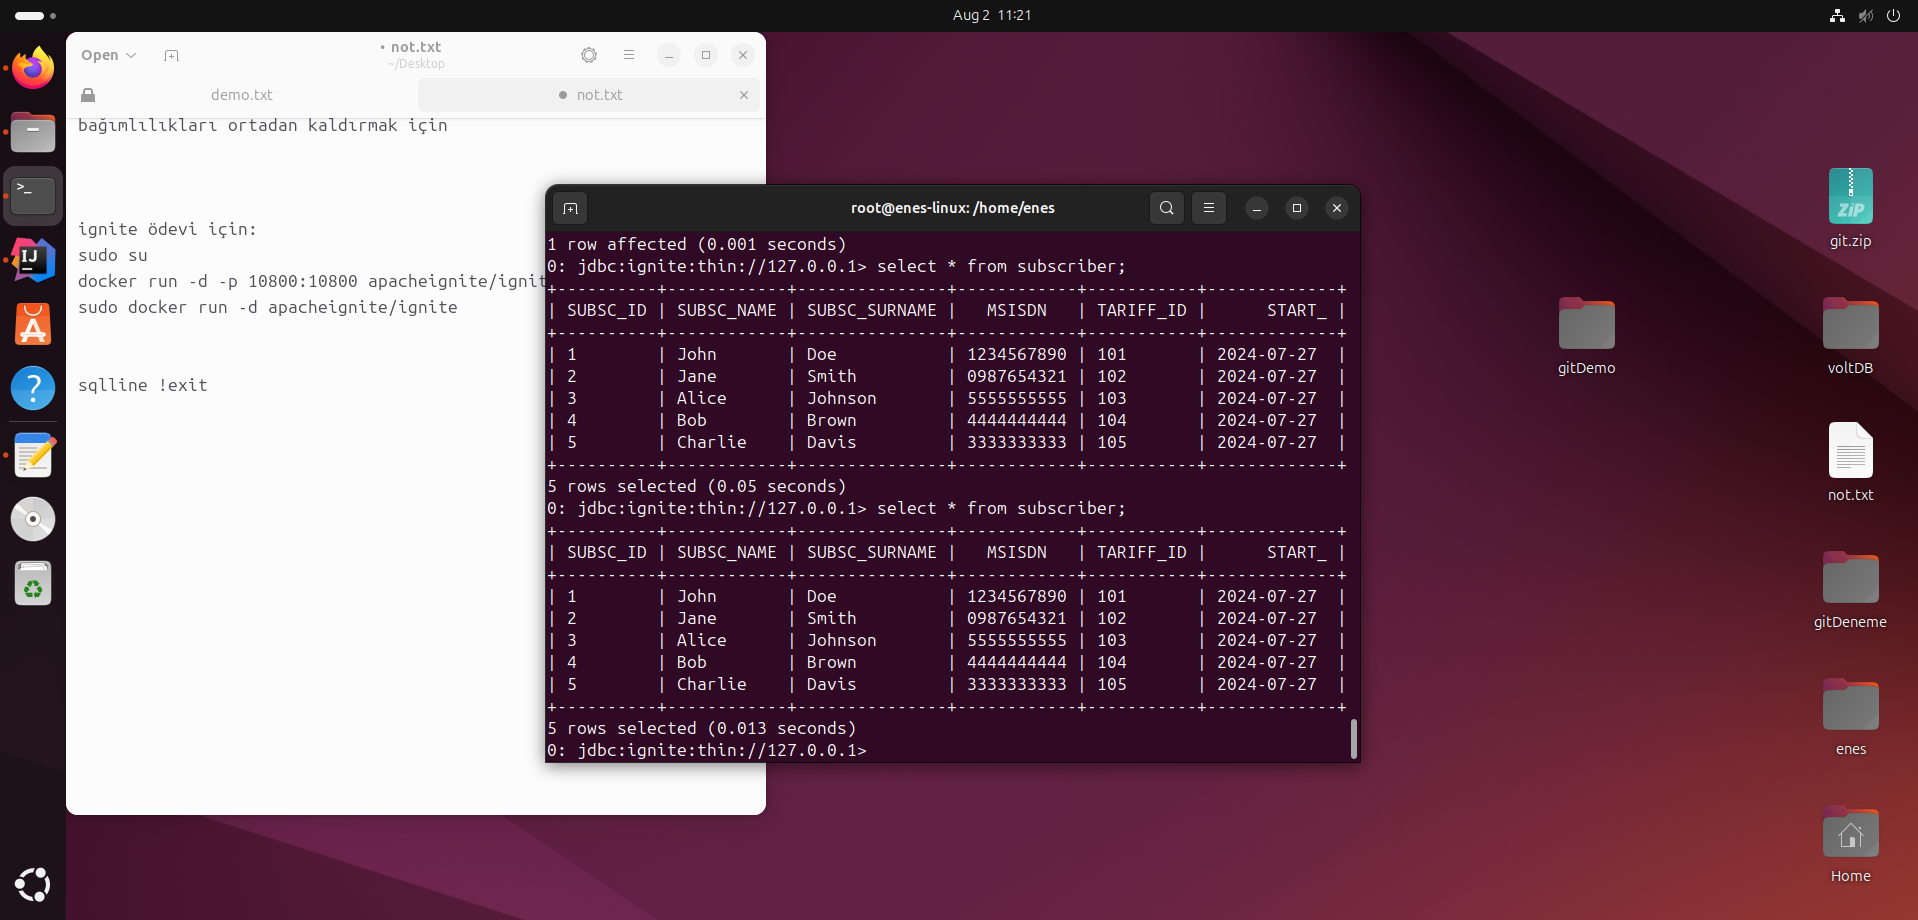 Aug 2 11:21
Open
• not.txt
~/Desktop
demo.txt
not.txt
bağımlılıkları ortadan kaldırmak için
ignite ödevi için:
sudo su
docker run -d -p 10800:10800 apacheignite/ignit
sudo docker run -d apacheignite/ignite
sqlline !exit
root@enes-linux: /home/enes
1 row affected (0.001 seconds)
0: jdbc:ignite:thin://127.0.0.1> select * from subscriber;
+----------+------------+---------------+------------+-----------+-------------+
| SUBSC_ID | SUBSC_NAME | SUBSC_SURNAME |   MSISDN   | TARIFF_ID |      START_ |
+----------+------------+---------------+------------+-----------+-------------+
| 1        | John       | Doe           | 1234567890 | 101       | 2024-07-27  |
| 2        | Jane       | Smith         | 0987654321 | 102       | 2024-07-27  |
| 3        | Alice      | Johnson       | 5555555555 | 103       | 2024-07-27  |
| 4        | Bob        | Brown         | 4444444444 | 104       | 2024-07-27  |
| 5        | Charlie    | Davis         | 3333333333 | 105       | 2024-07-27  |
+----------+------------+---------------+------------+-----------+-------------+
5 rows selected (0.05 seconds)
0: jdbc:ignite:thin://127.0.0.1> select * from subscriber;
+----------+------------+---------------+------------+-----------+-------------+
| SUBSC_ID | SUBSC_NAME | SUBSC_SURNAME |   MSISDN   | TARIFF_ID |      START_ |
+----------+------------+---------------+------------+-----------+-------------+
| 1        | John       | Doe           | 1234567890 | 101       | 2024-07-27  |
| 2        | Jane       | Smith         | 0987654321 | 102       | 2024-07-27  |
| 3        | Alice      | Johnson       | 5555555555 | 103       | 2024-07-27  |
| 4        | Bob        | Brown         | 4444444444 | 104       | 2024-07-27  |
| 5        | Charlie    | Davis         | 3333333333 | 105       | 2024-07-27  |
+----------+------------+---------------+------------+-----------+-------------+
5 rows selected (0.013 seconds)
0: jdbc:ignite:thin://127.0.0.1>
>_
IJ
?
ZIP
git.zip
gitDemo
voltDB
not.txt
gitDeneme
enes
Home